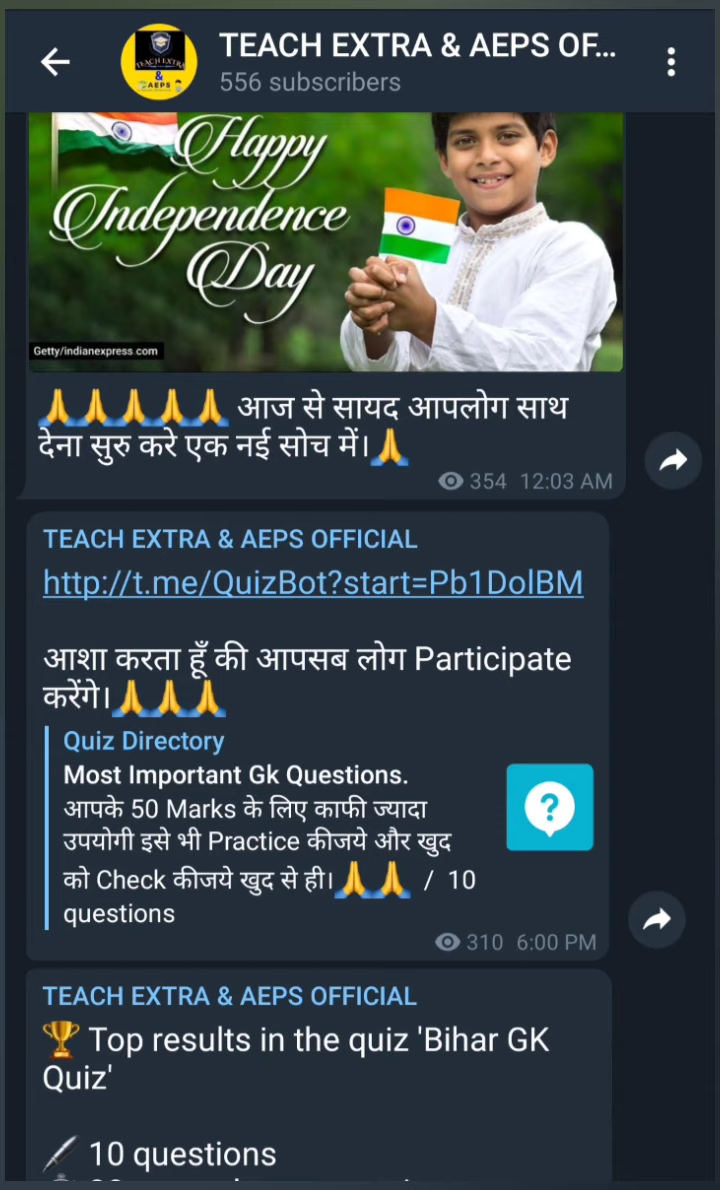 TEACH EXTRA & AEPS OF...
556 subscribers
TEACH EXTRA
&
AEPS
Happy
Independence
Day
Getty/indianexpress.com
🙏🙏🙏🙏🙏 आज से सायद आपलोग साथ
देना सुरु करे एक नई सोच में।🙏
354 12:03 AM
TEACH EXTRA & AEPS OFFICIAL
http://t.me/QuizBot?start=Pb1DolBM
आशा करता हूँ की आपसब लोग Participate
करेंगे।🙏🙏🙏
Quiz Directory
Most Important Gk Questions.
आपके 50 Marks के लिए काफी ज्यादा
उपयोगी इसे भी Practice कीजये और खुद
को Check कीजये खुद से ही।🙏🙏 / 10
questions
310 6:00 PM
TEACH EXTRA & AEPS OFFICIAL
🏆 Top results in the quiz 'Bihar GK
Quiz'
🖊 10 questions